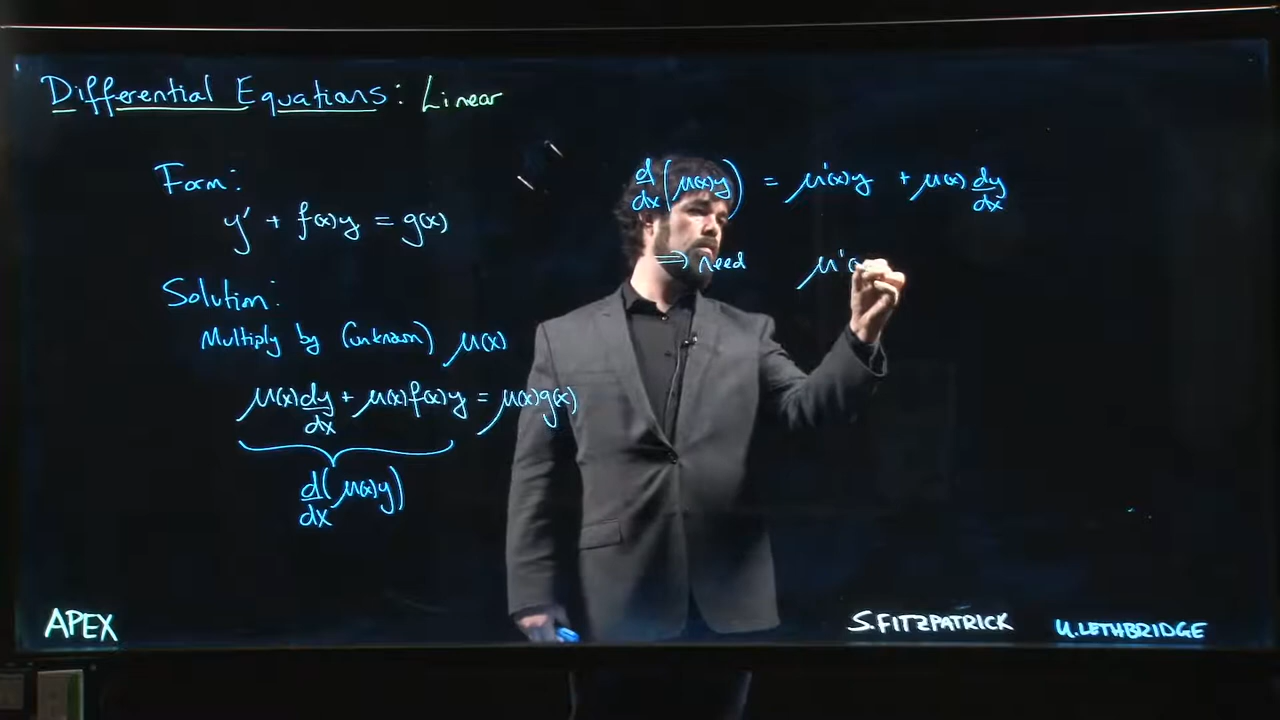 Differential Equations: Linear
Form:
y' + f(x)y = g(x)
Solution:
Multiply by (unknown) μ(x)
μ(x)dy/dx + μ(x)f(x)y = μ(x)g(x)
d/dx(μ(x)y)
d/dx(μ(x)y) = μ'(x)y + μ(x)dy/dx
⇒ need μ'(
APEX
S.FITZPATRICK
U.LETHBRIDGE